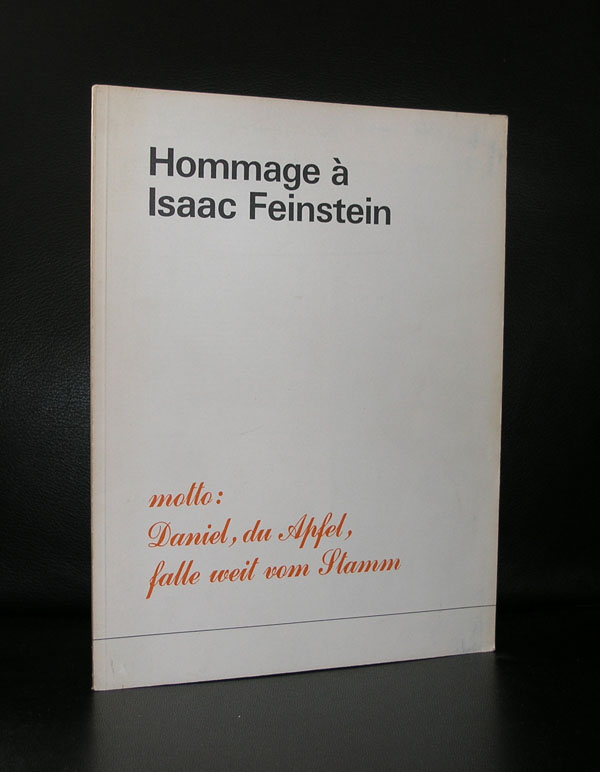 Hommage à
Isaac Feinstein
motto:
Daniel, du Apfel,
falle weit vom Stamm